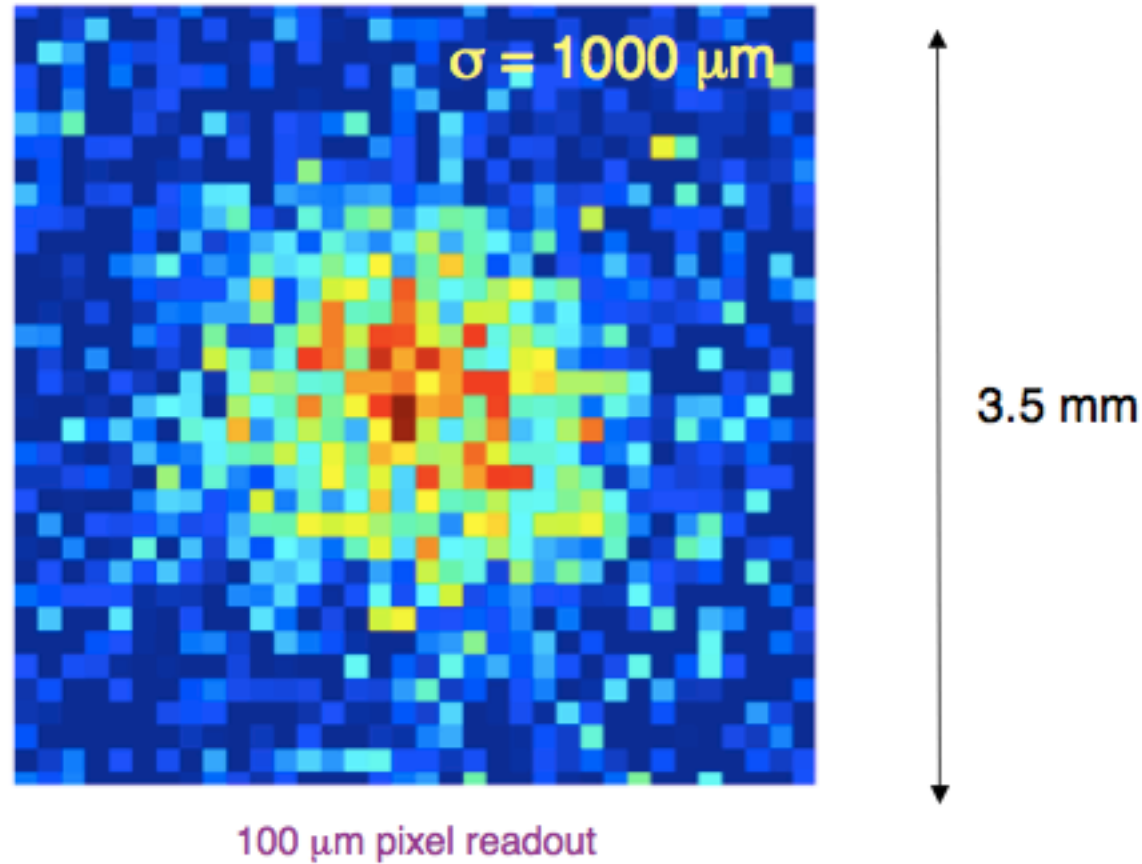 σ = 1000 μm
3.5 mm
100 μm pixel readout